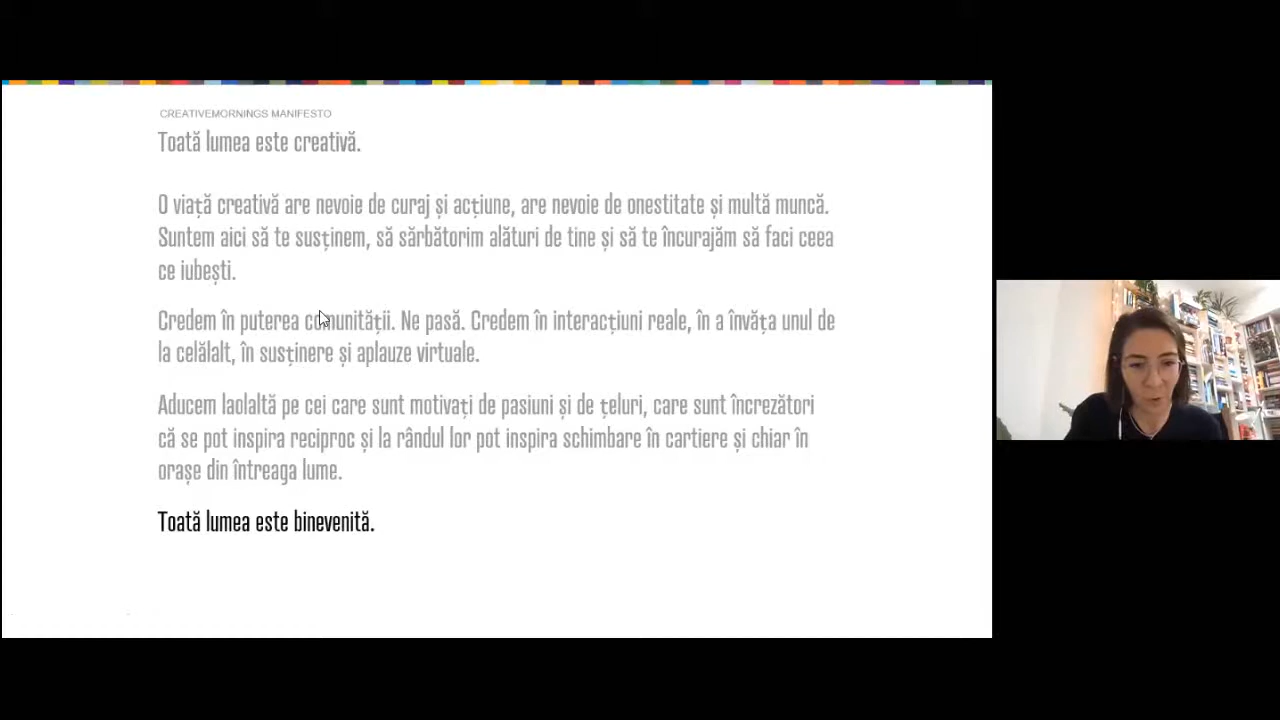 CREATIVEMORNINGS MANIFESTO
Toată lumea este creativă.
O viață creativă are nevoie de curaj și acțiune, are nevoie de onestitate și multă muncă.
Suntem aici să te susținem, să sărbătorim alături de tine și să te încurajăm să faci ceea
ce iubești.
Credem în puterea comunității. Ne pasă. Credem în interacțiuni reale, în a învăța unul de
la celălalt, în susținere și aplauze virtuale.
Aducem laolaltă pe cei care sunt motivați de pasiuni și de țeluri, care sunt încrezători
că se pot inspira reciproc și la rândul lor pot inspira schimbare în cartiere și chiar în
orașe din întreaga lume.
Toată lumea este binevenită.